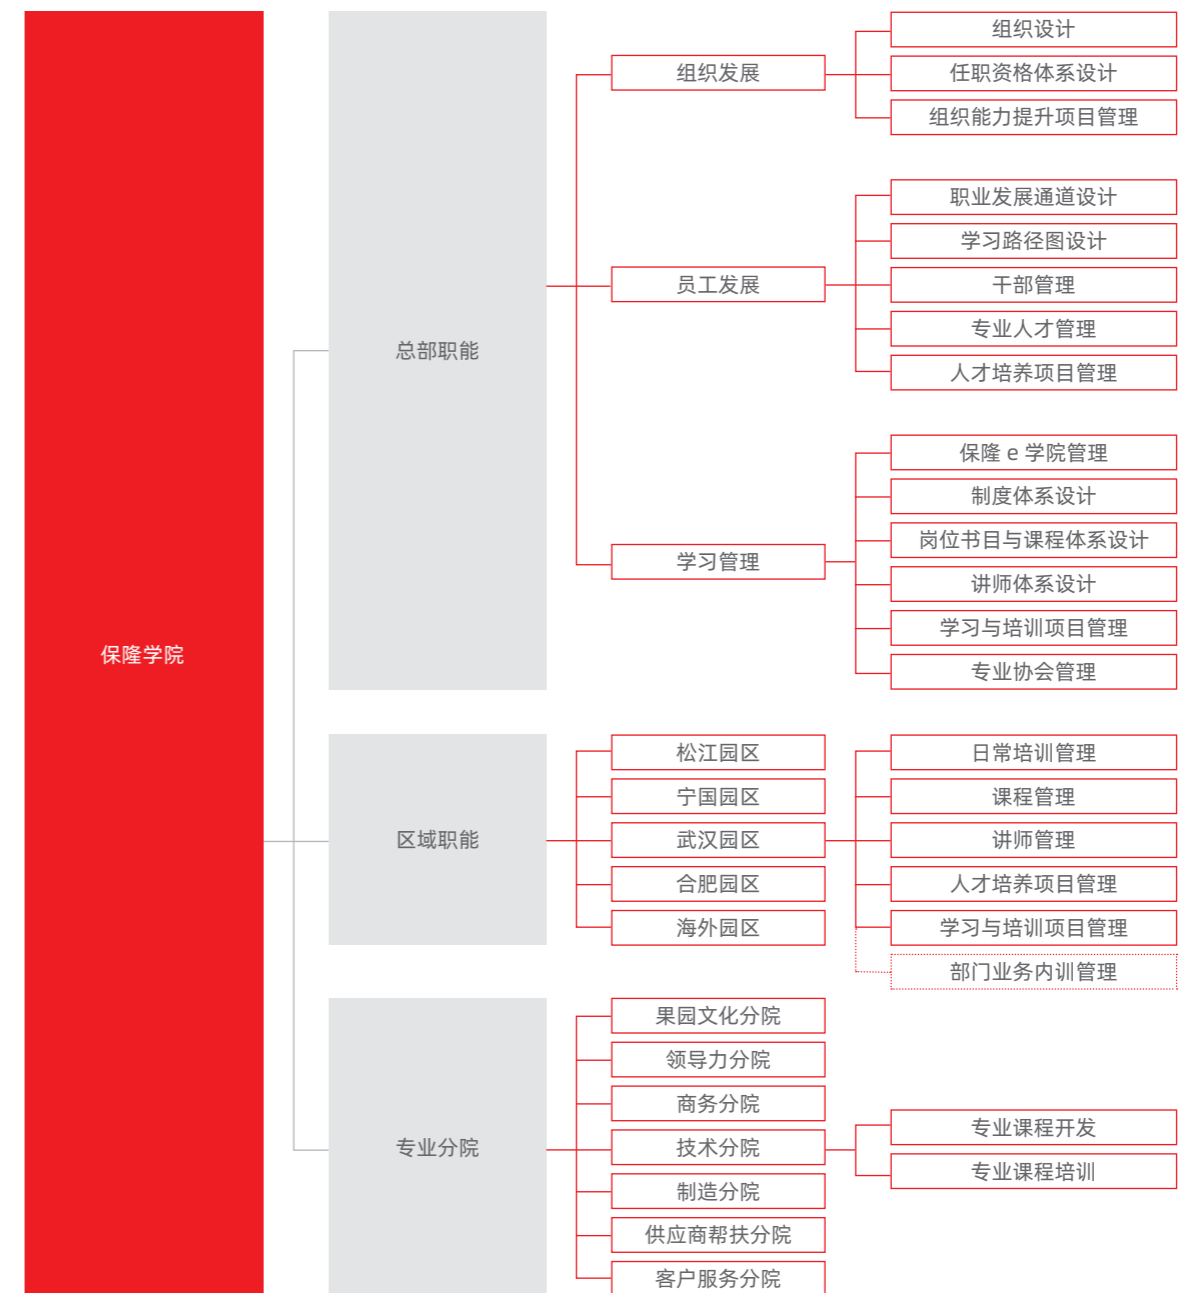 保隆学院
总部职能
组织发展
组织设计
任职资格体系设计
组织能力提升项目管理
员工发展
职业发展通道设计
学习路径图设计
干部管理
专业人才管理
人才培养项目管理
学习管理
保隆 e 学院管理
制度体系设计
岗位书目与课程体系设计
讲师体系设计
学习与培训项目管理
专业协会管理
区域职能
松江园区
宁国园区
武汉园区
合肥园区
海外园区
日常培训管理
课程管理
讲师管理
人才培养项目管理
学习与培训项目管理
部门业务内训管理
专业分院
果园文化分院
领导力分院
商务分院
技术分院
制造分院
供应商帮扶分院
客户服务分院
专业课程开发
专业课程培训